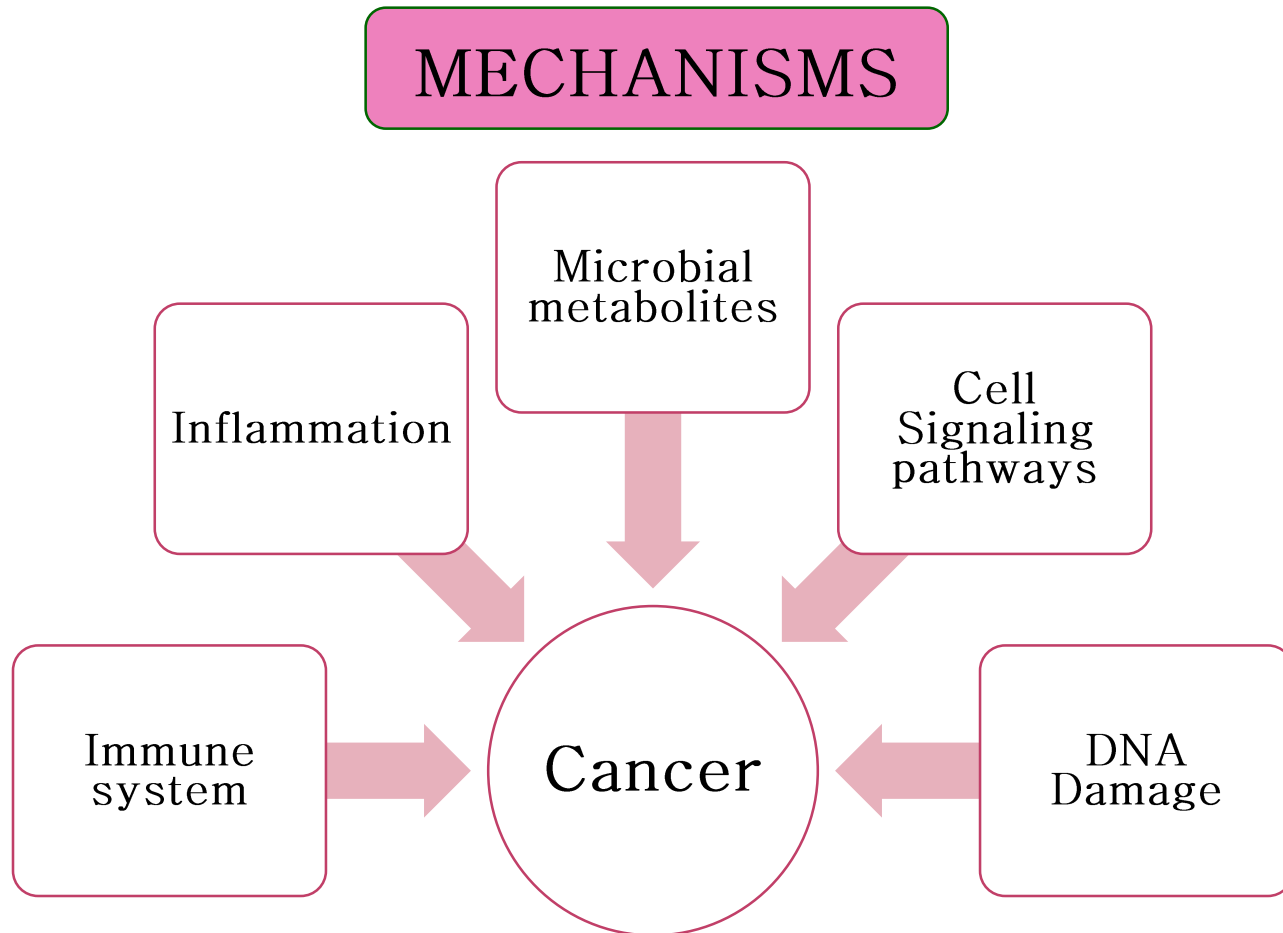 MECHANISMS
Microbial
metabolites
Inflammation
Cell
Signaling
pathways
Immune
system
Cancer
DNA
Damage